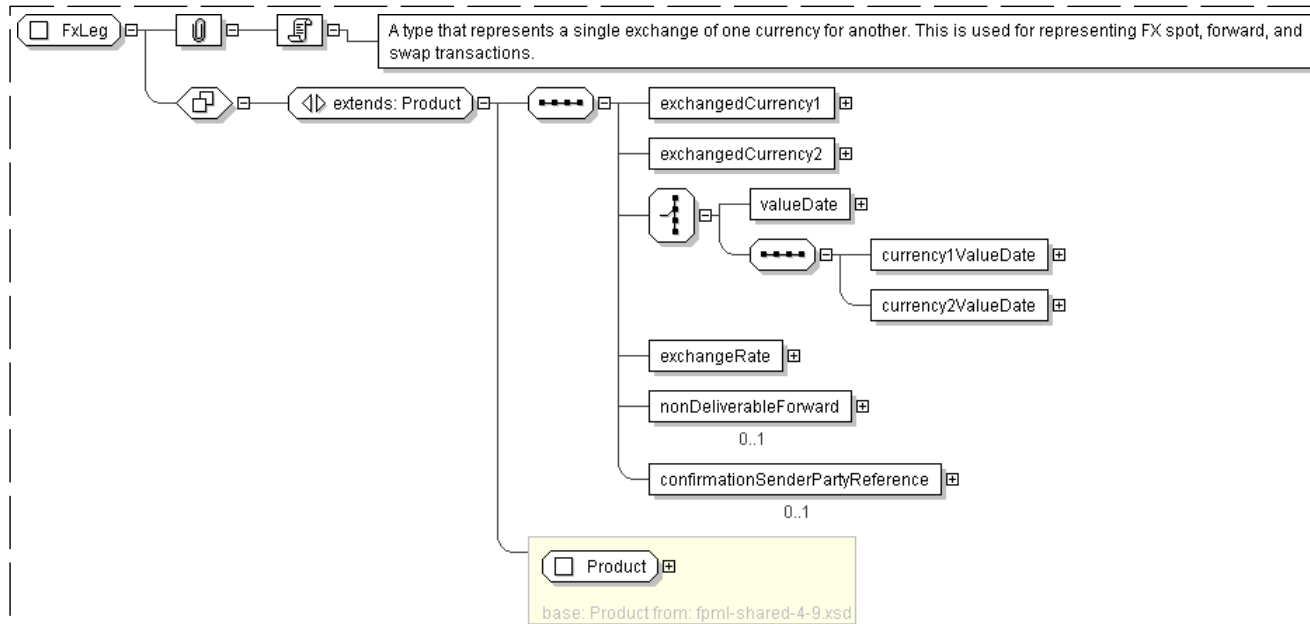 FxLeg
A type that represents a single exchange of one currency for another. This is used for representing FX spot, forward, and
swap transactions.
extends: Product
exchangedCurrency1
exchangedCurrency2
valueDate
currency1ValueDate
currency2ValueDate
exchangeRate
nonDeliverableForward
0..1
confirmationSenderPartyReference
0..1
Product
base: Product from: fpml-shared-4-9.xsd